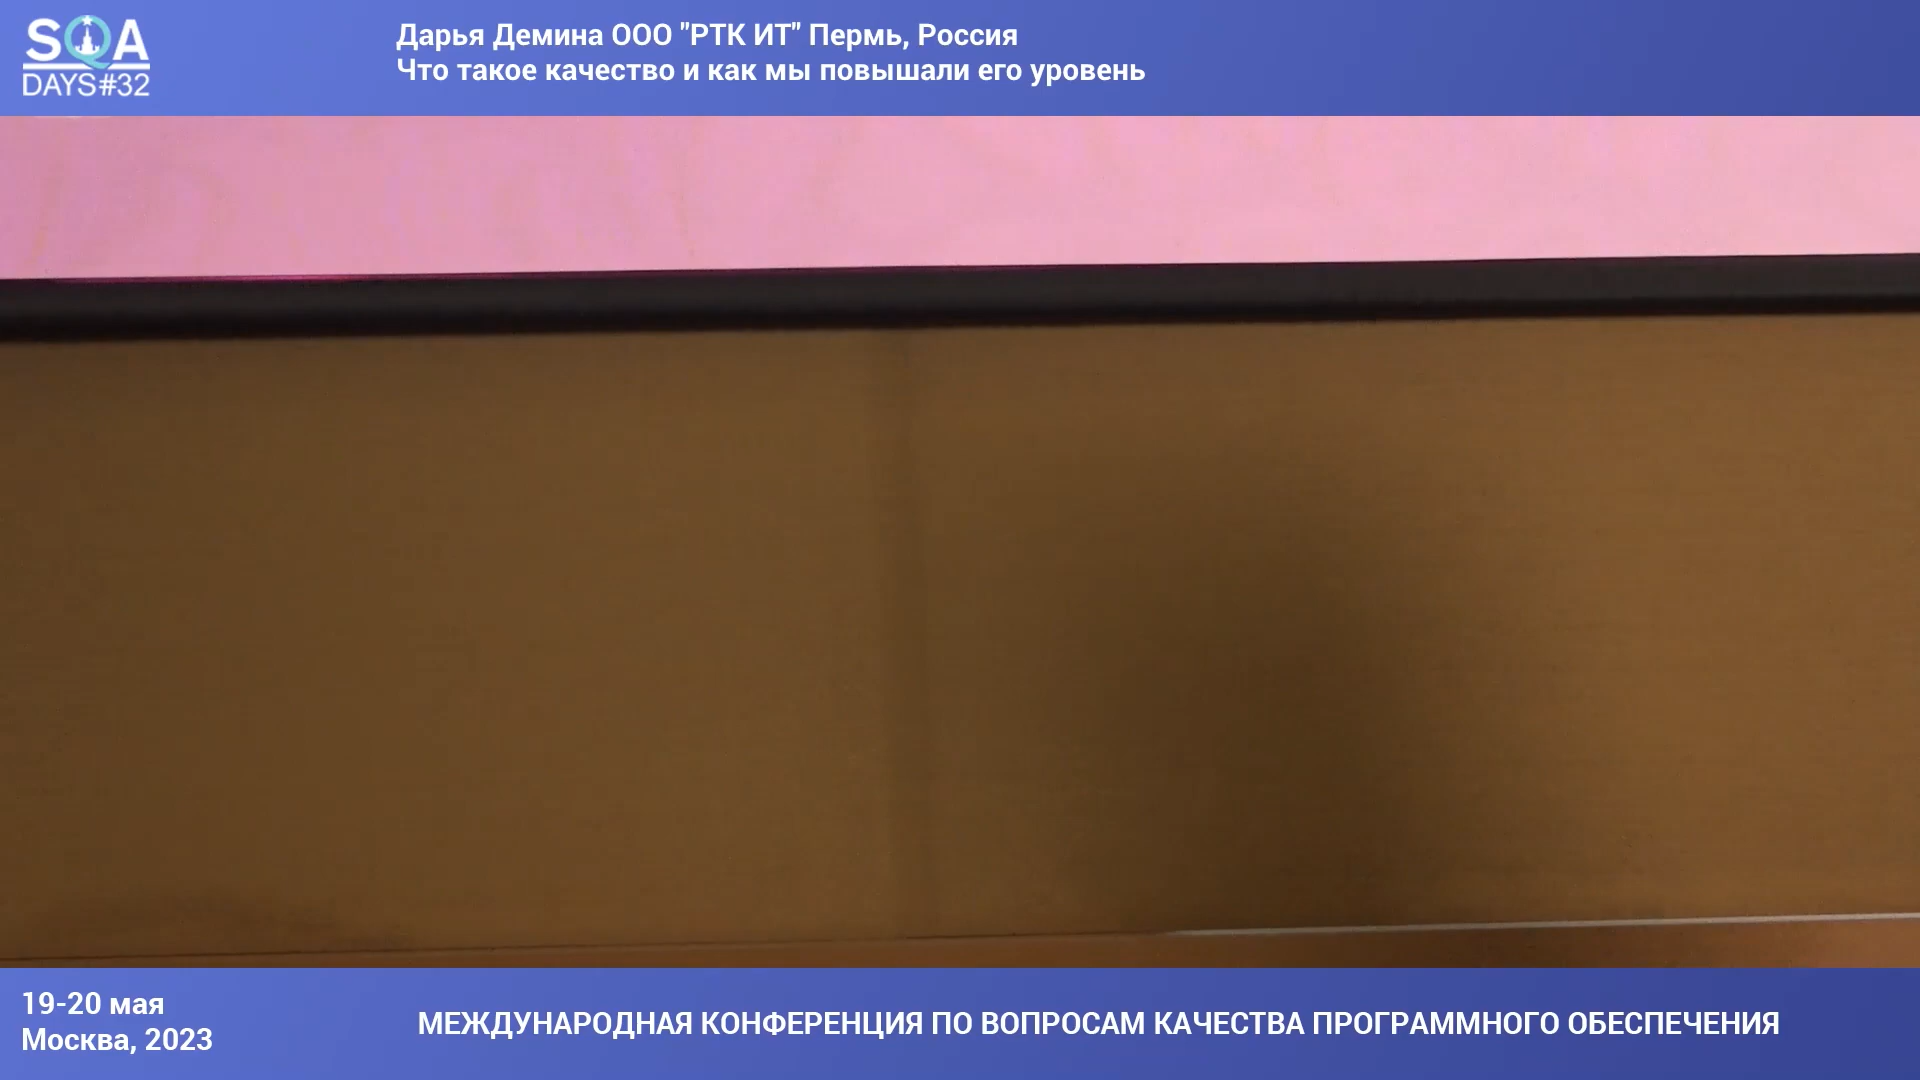 SQA
DAYS#32
Дарья Демина ООО "РТК ИТ" Пермь, Россия
Что такое качество и как мы повышали его уровень
19-20 мая
Москва, 2023
МЕЖДУНАРОДНАЯ КОНФЕРЕНЦИЯ ПО ВОПРОСАМ КАЧЕСТВА ПРОГРАММНОГО ОБЕСПЕЧЕНИЯ